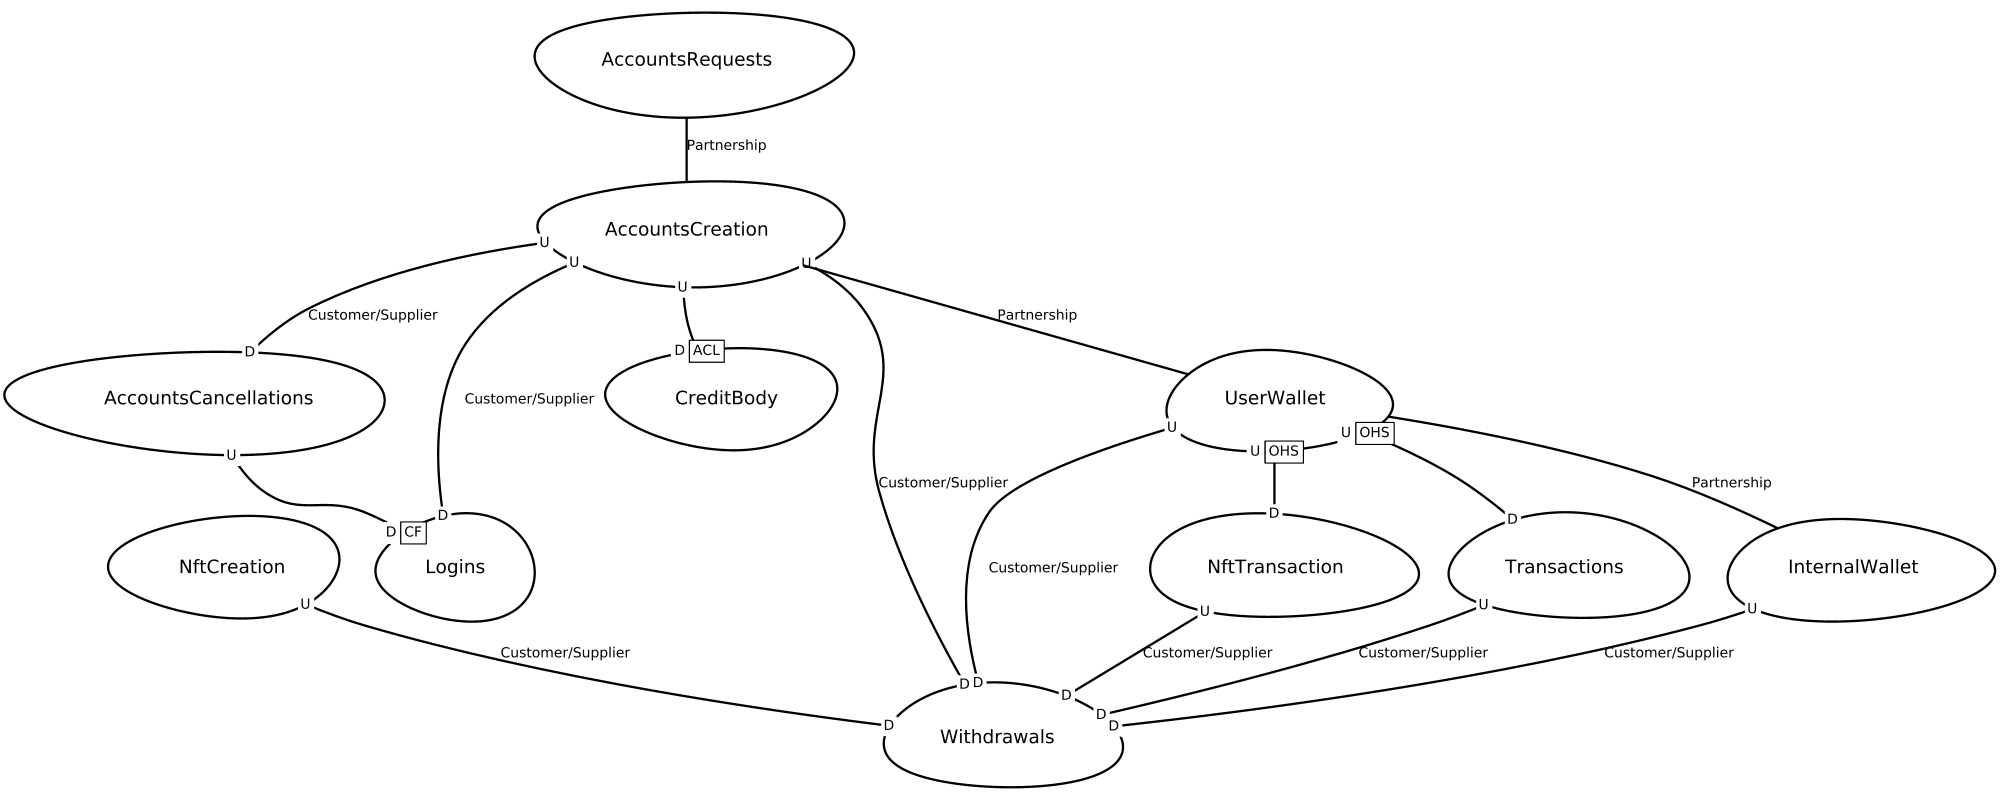 AccountsRequests
Partnership
AccountsCreation
U
U
U
U
Customer/Supplier
Partnership
D
D ACL
AccountsCancellations
Customer/Supplier
CreditBody
UserWallet
U
U OHS
U OHS
U
Customer/Supplier
Partnership
D
D CF
D
D
NftCreation
Logins
Customer/Supplier
NftTransaction
Transactions
InternalWallet
U
U
U
U
Customer/Supplier
Customer/Supplier
Customer/Supplier
Customer/Supplier
D
D
D
D
D
D
Withdrawals